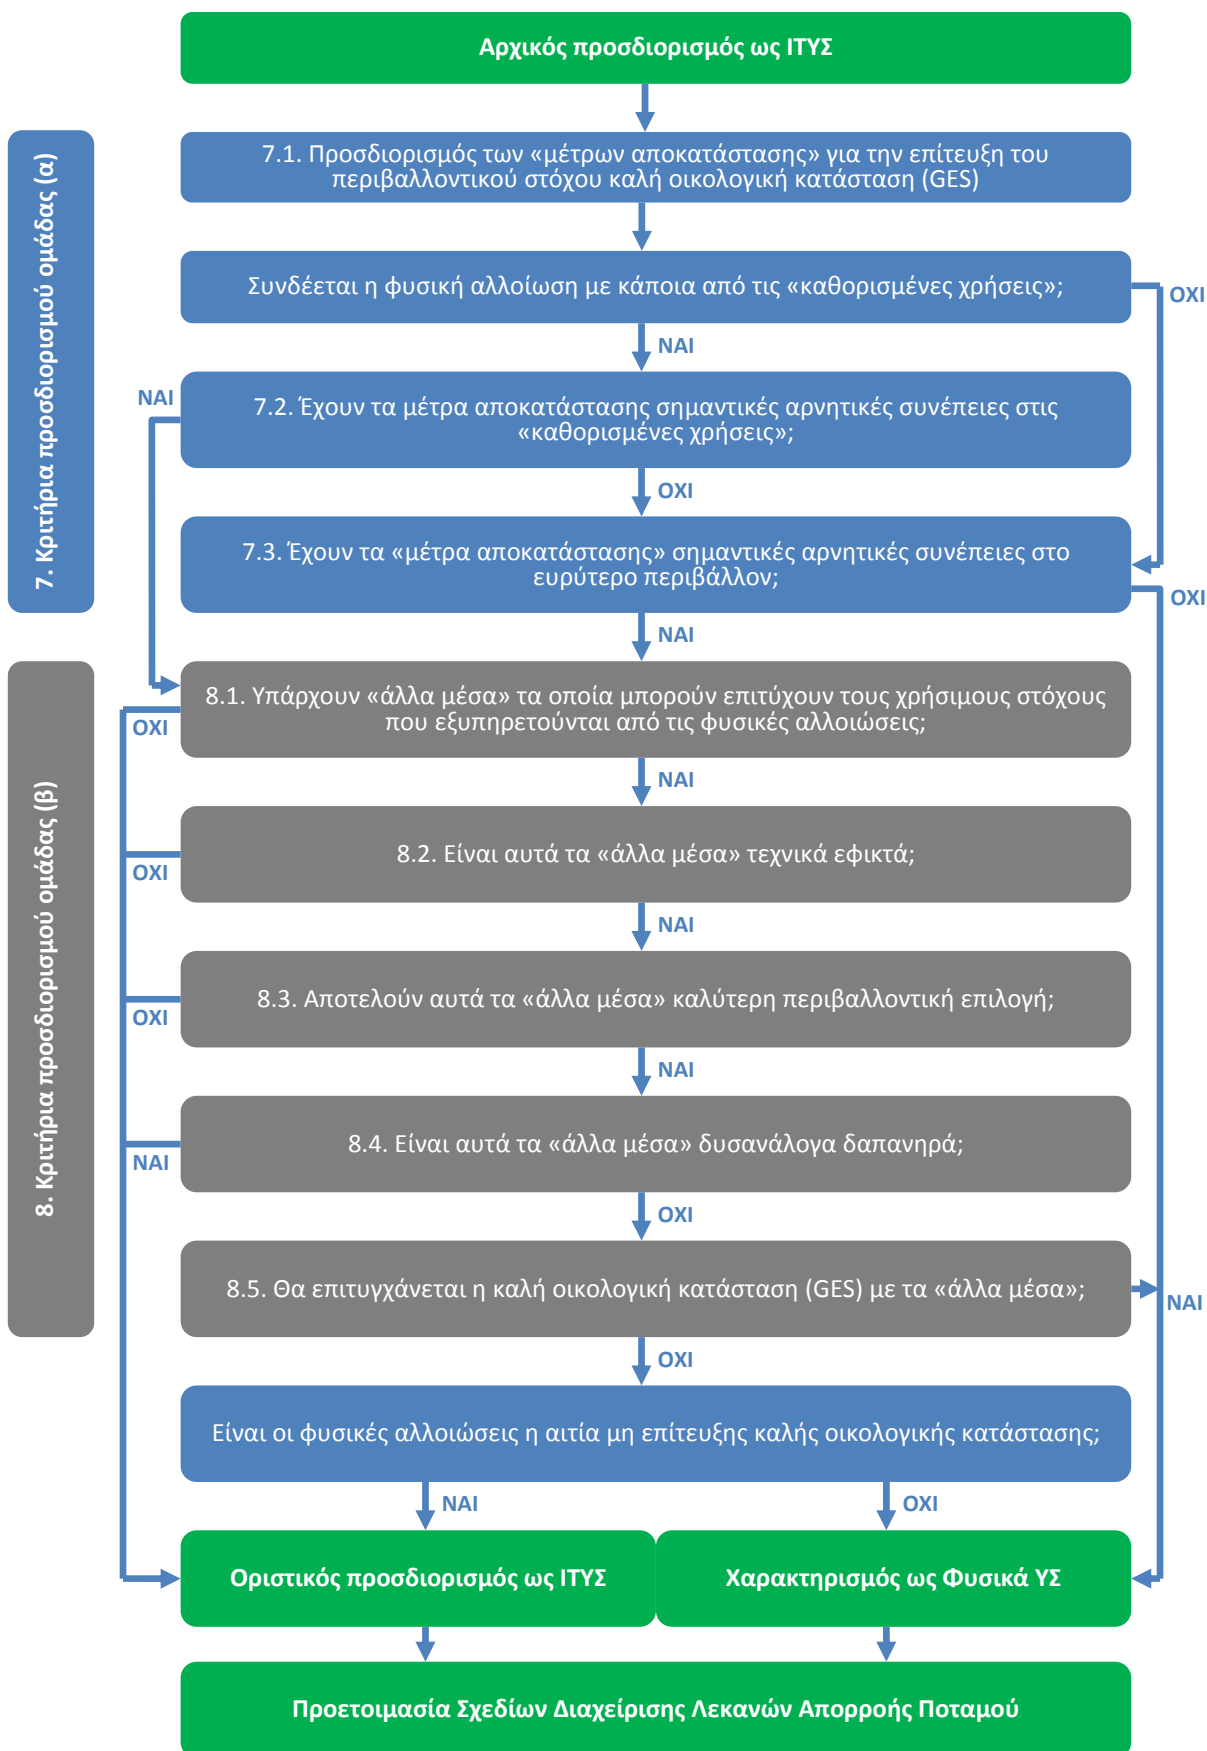 Αρχικός προσδιορισμός ως ΙΤΥΣ
7. Κριτήρια προσδιορισμού ομάδας (α)
7.1. Προσδιορισμός των «μέτρων αποκατάστασης» για την επίτευξη του
περιβαλλοντικού στόχου καλή οικολογική κατάσταση (GES)
Συνδέεται η φυσική αλλοίωση με κάποια από τις «καθορισμένες χρήσεις»;
ΟΧΙ
ΝΑΙ
ΝΑΙ
7.2. Έχουν τα μέτρα αποκατάστασης σημαντικές αρνητικές συνέπειες στις
«καθορισμένες χρήσεις»;
ΟΧΙ
7.3. Έχουν τα «μέτρα αποκατάστασης» σημαντικές αρνητικές συνέπειες στο
ευρύτερο περιβάλλον;
ΟΧΙ
ΝΑΙ
8. Κριτήρια προσδιορισμού ομάδας (β)
8.1. Υπάρχουν «άλλα μέσα» τα οποία μπορούν επιτύχουν τους χρήσιμους στόχους
που εξυπηρετούνται από τις φυσικές αλλοιώσεις;
ΟΧΙ
ΝΑΙ
8.2. Είναι αυτά τα «άλλα μέσα» τεχνικά εφικτά;
ΟΧΙ
ΝΑΙ
8.3. Αποτελούν αυτά τα «άλλα μέσα» καλύτερη περιβαλλοντική επιλογή;
ΟΧΙ
ΝΑΙ
8.4. Είναι αυτά τα «άλλα μέσα» δυσανάλογα δαπανηρά;
ΝΑΙ
ΟΧΙ
8.5. Θα επιτυγχάνεται η καλή οικολογική κατάσταση (GES) με τα «άλλα μέσα»;
ΝΑΙ
ΟΧΙ
Είναι οι φυσικές αλλοιώσεις η αιτία μη επίτευξης καλής οικολογικής κατάστασης;
ΝΑΙ
ΟΧΙ
Οριστικός προσδιορισμός ως ΙΤΥΣ
Χαρακτηρισμός ως Φυσικά ΥΣ
Προετοιμασία Σχεδίων Διαχείρισης Λεκανών Απορροής Ποταμού